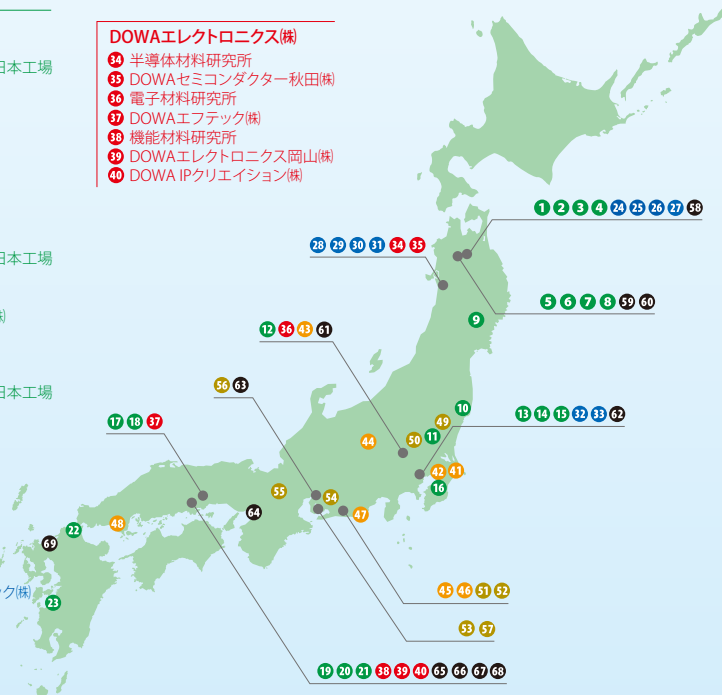 DOWAエレクトロニクス㈱
34 半導体材料研究所
35 DOWAセミコンダクター秋田㈱
36 電子材料研究所
37 DOWAエフテック㈱
38 機能材料研究所
39 DOWAエレクトロニクス岡山㈱
40 DOWA IPクリエイション㈱
日本工場
日本工場
㈱
日本工場
ック㈱
1 2 3 4 24 25 26 27 58
28 29 30 31 34 35
5 6 7 8 59 60
9
12 36 43 61
56 63
10
13 14 15 32 33 62
17 18 37
49
44
50
11
42
41
16
55
54
64
47
48
22
69
23
45 46 51 52
53 57
19 20 21 38 39 40 65 66 67 68